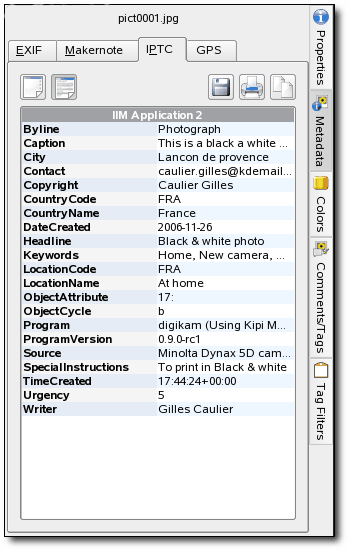 pict0001.jpg
EXIF Makernote IPTC GPS
IIM Application 2
Byline Photograph
Caption This is a black a white ...
City Lancon de provence
Contact caulier.gilles@kdemail...
Copyright Caulier Gilles
CountryCode FRA
CountryName France
DateCreated 2006-11-26
Headline Black & white photo
Keywords Home, New camera, ...
LocationCode FRA
LocationName At home
ObjectAttribute 17:
ObjectCycle b
Program digikam (Using Kipi M...
ProgramVersion 0.9.0-rc1
Source Minolta Dynax 5D cam...
SpecialInstructions To print in Black & white
TimeCreated 17:44:24+00:00
Urgency 5
Writer Gilles Caulier
Properties
Metadata
Colors
Comments/Tags
Tag Filters